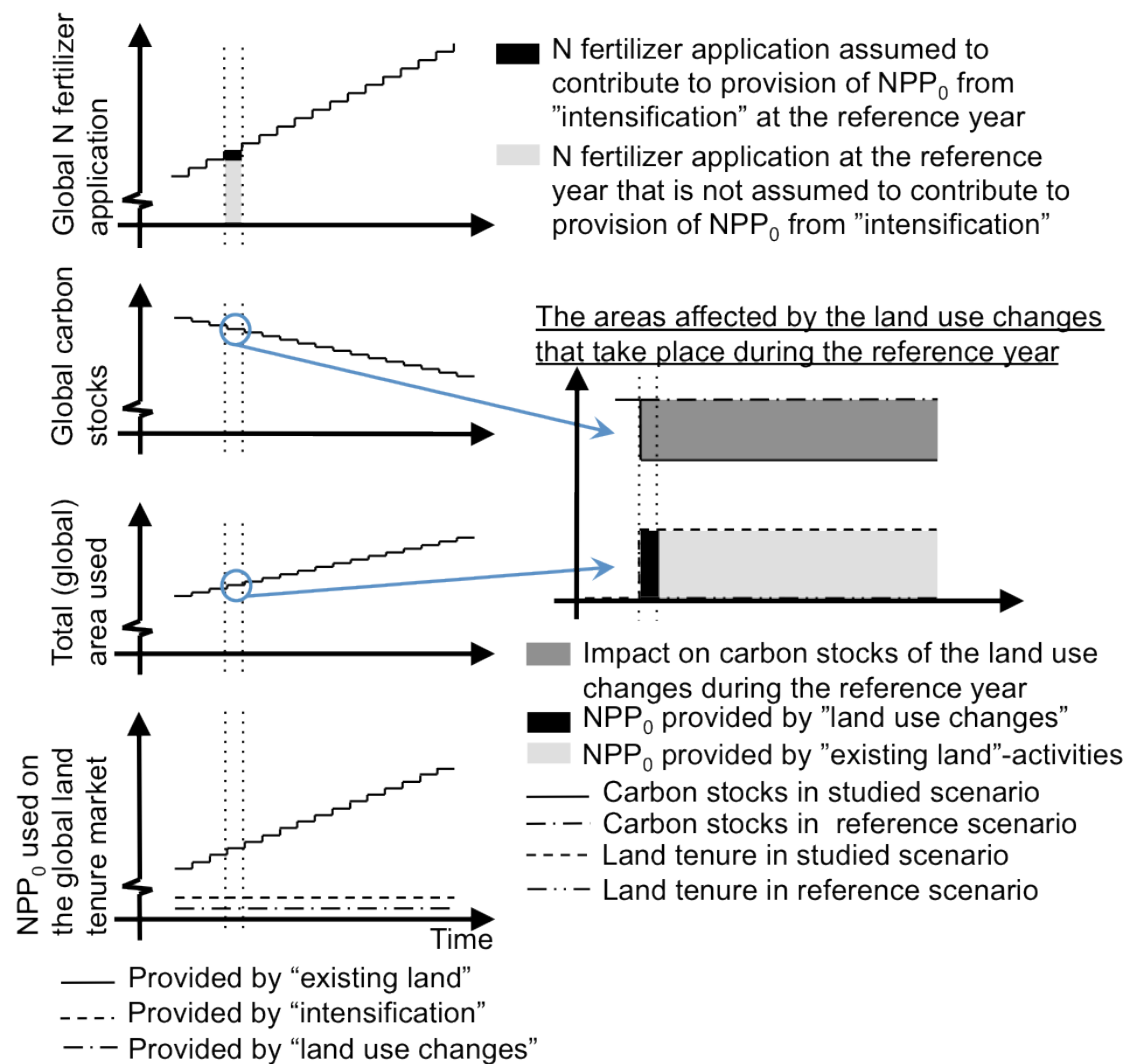 Global N fertilizer
application
N fertilizer application assumed to
contribute to provision of NPP0 from
”intensification” at the reference year
N fertilizer application at the reference
year that is not assumed to contribute to
provision of NPP0 from ”intensification”
Global carbon
stocks
The areas affected by the land use changes
that take place during the reference year
Total (global)
area used
Impact on carbon stocks of the land use
changes during the reference year
NPP0 provided by ”land use changes”
NPP0 provided by ”existing land”-activities
Carbon stocks in studied scenario
Carbon stocks in reference scenario
Land tenure in studied scenario
Land tenure in reference scenario
NPP0 used on
the global land
tenure market
Time
Provided by “existing land”
Provided by “intensification”
Provided by “land use changes”